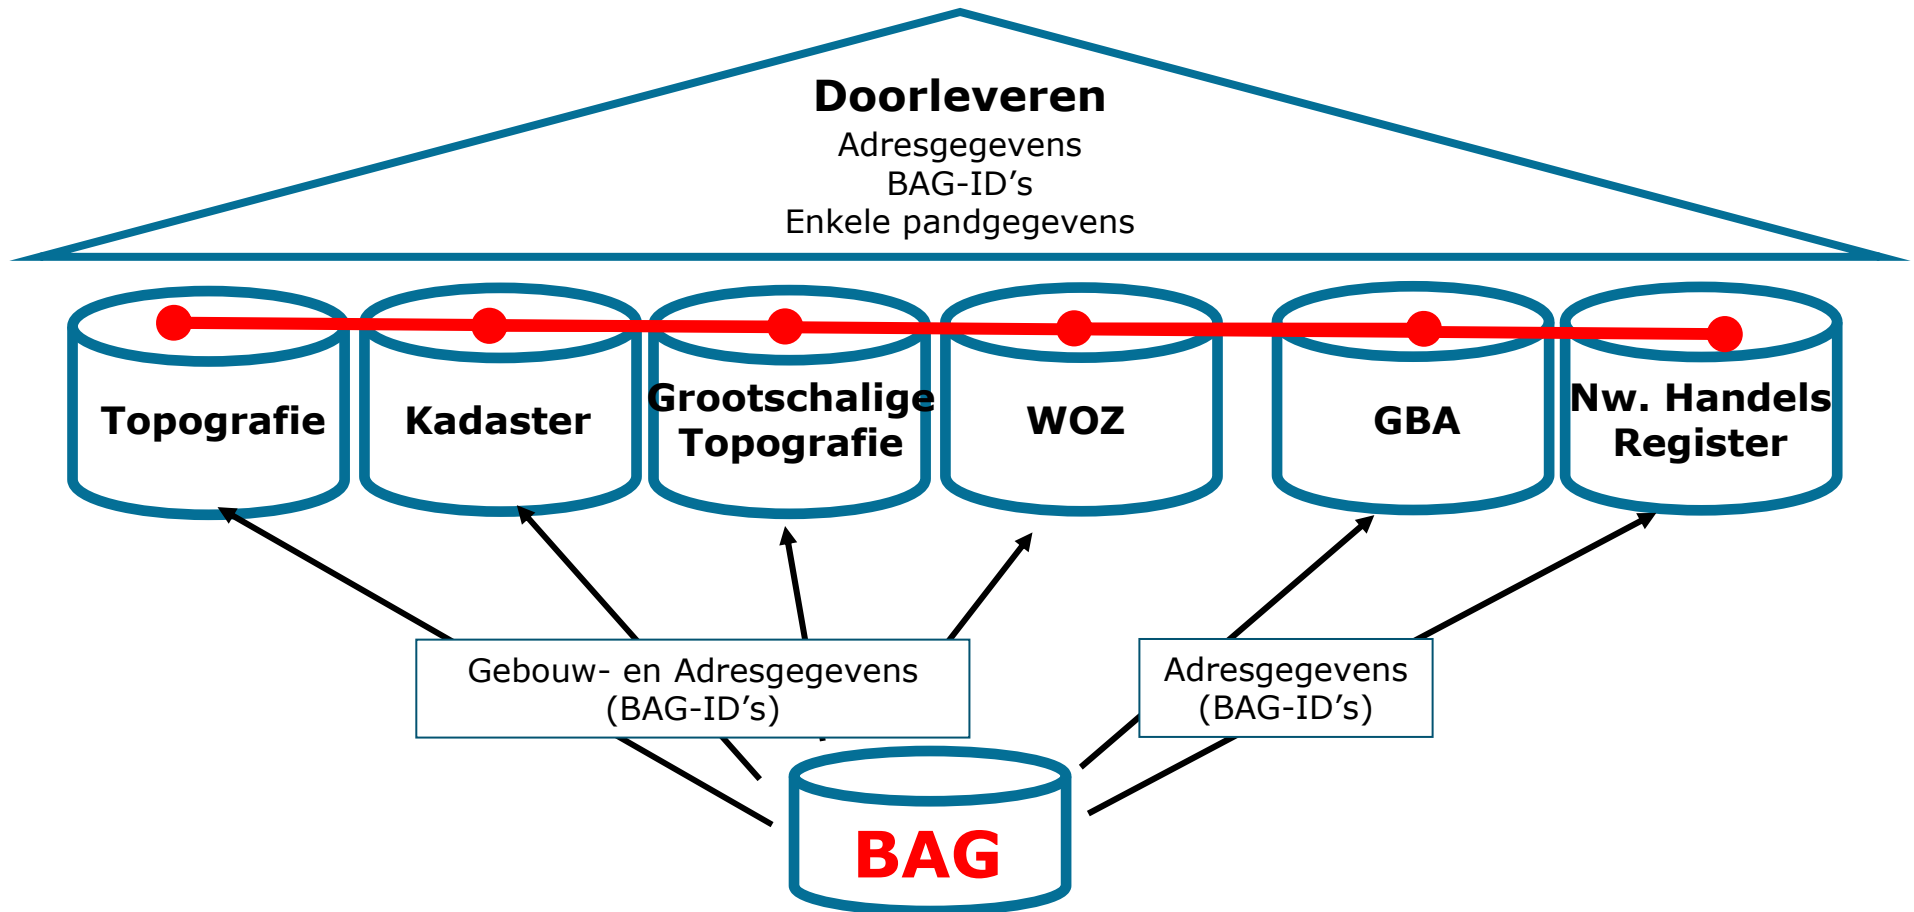 Doorleveren
Adresgegevens
BAG-ID’s
Enkele pandgegevens
Topografie
Kadaster
Grootschalige
Topografie
WOZ
GBA
Nw. Handels
Register
Gebouw- en Adresgegevens
(BAG-ID’s)
Adresgegevens
(BAG-ID’s)
BAG